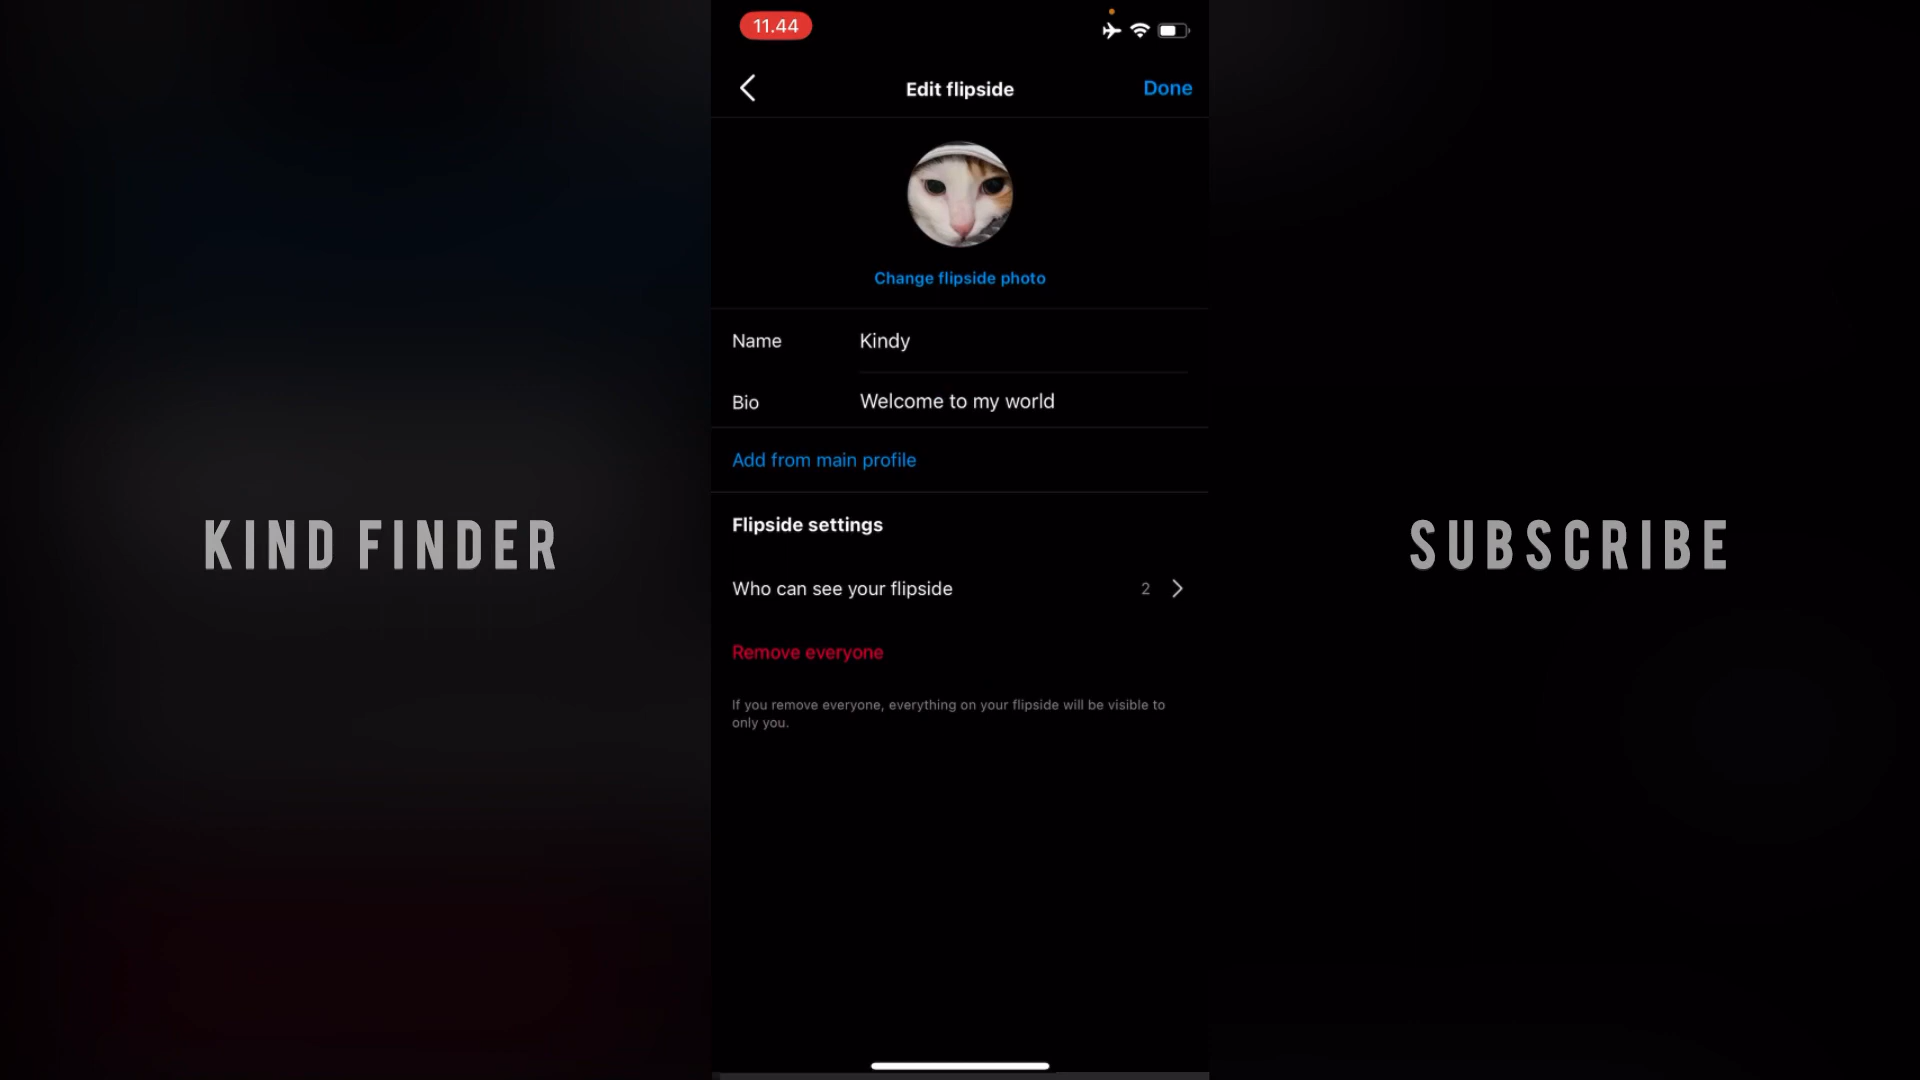 11.44
Edit flipside
Done
Change flipside photo
Name
Kindy
Bio
Welcome to my world
Add from main profile
Flipside settings
Who can see your flipside
2
Remove everyone
If you remove everyone, everything on your flipside will be visible to
only you.
KIND FINDER
SUBSCRIBE